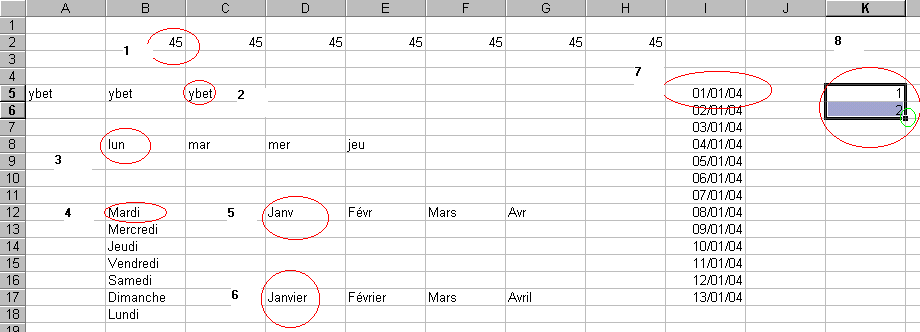 A B C D E F G H I J K
1
2 45 45 45 45 45 45 45 8
1
3
4 7
5 ybet ybet ybet 2 01/01/04 1
6 02/01/04 2
7 03/01/04
8 lun mar mer jeu 04/01/04
9 3 05/01/04
10 06/01/04
11 07/01/04
12 4 Mardi 5 Janv Févr Mars Avr 08/01/04
13 Mercredi 09/01/04
14 Jeudi 10/01/04
15 Vendredi 11/01/04
16 Samedi 12/01/04
17 Dimanche 6 Janvier Février Mars Avril 13/01/04
18 Lundi
19